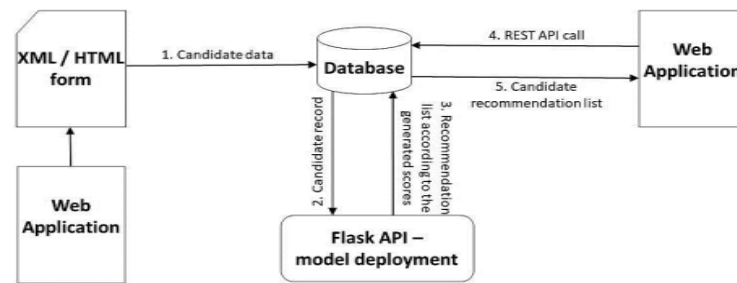 XML / HTML
form
1. Candidate data
Database
4. REST API call
Web
Application
5. Candidate
recommendation list
2. Candidate record
3. Recommendation
list according to the
generated scores
Web
Application
Flask API –
model deployment